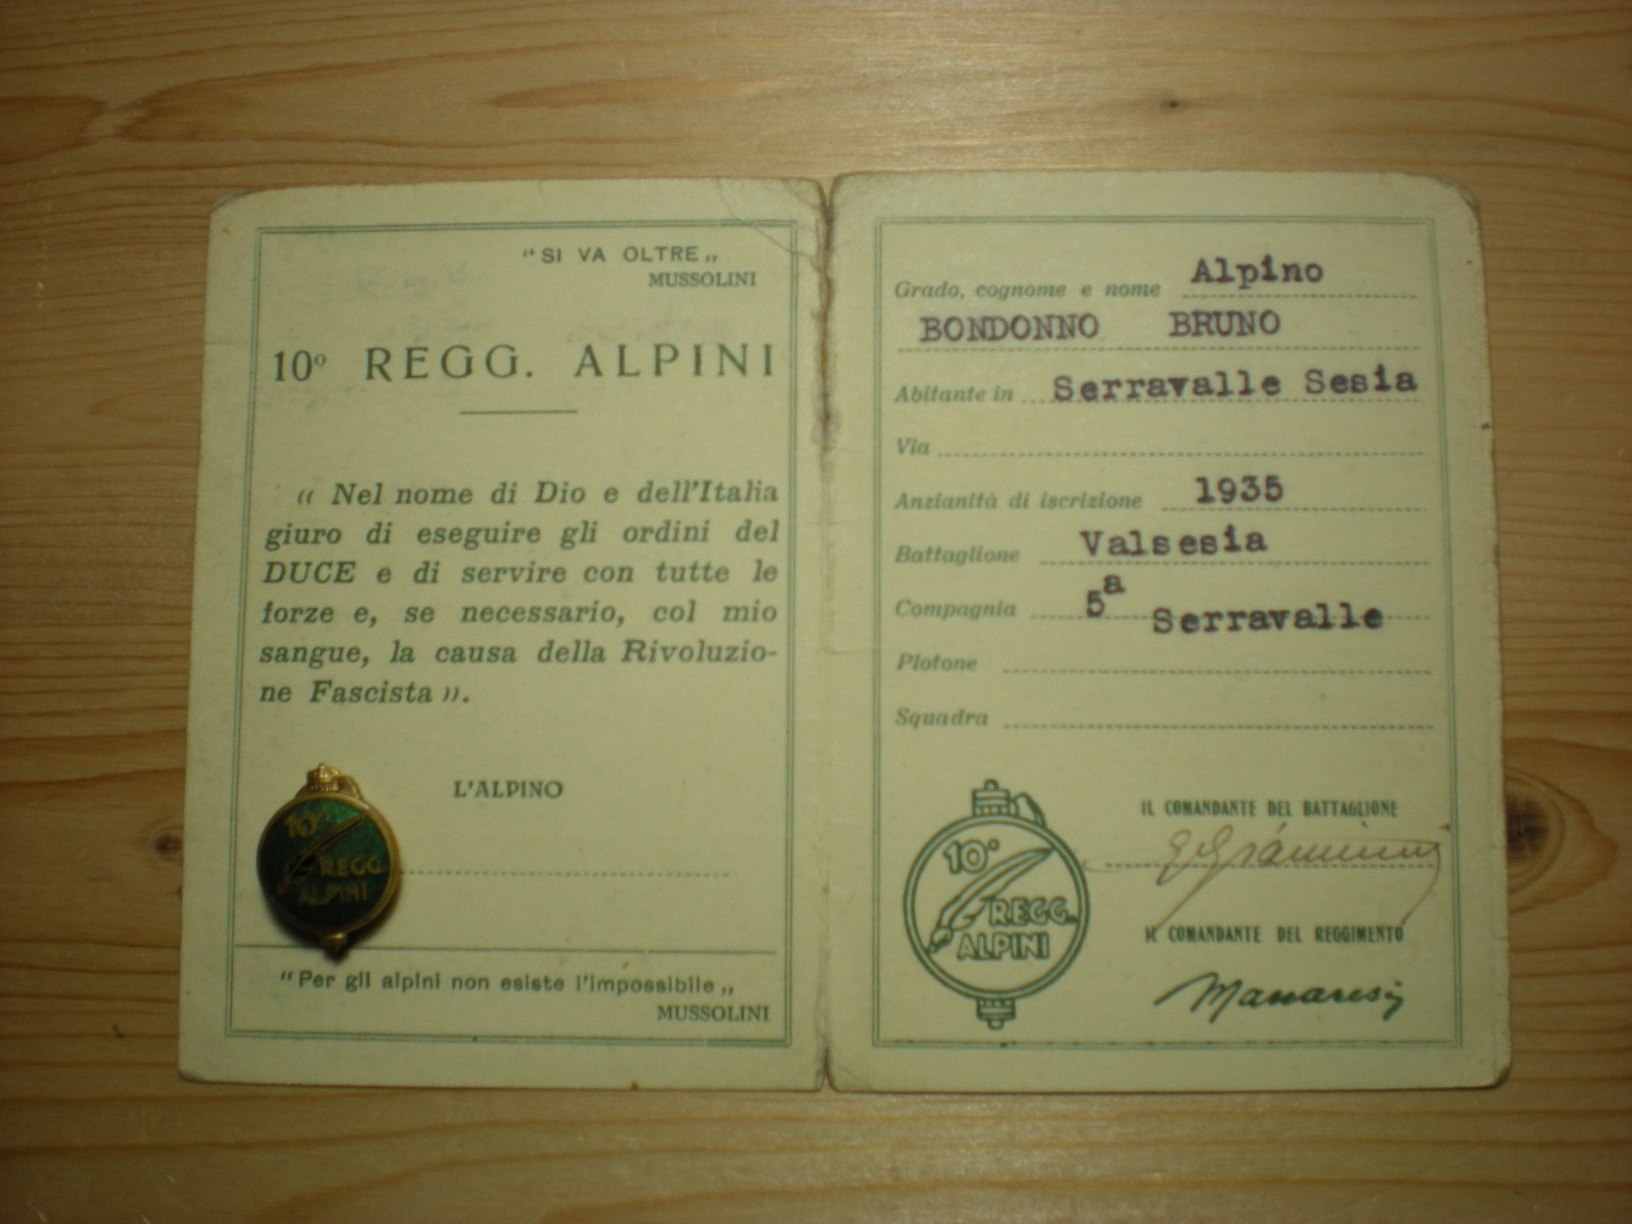 "SI VA OLTRE„
MUSSOLINI
10º REGG. ALPINI
« Nel nome di Dio e dell'Italia
giuro di eseguire gli ordini del
DUCE e di servire con tutte le
forze e, se necessario, col mio
sangue, la causa della Rivoluzio-
ne Fascista ».
L'ALPINO
10º
REGG.
ALPINI
"Per gli alpini non esiste l'impossibile„
MUSSOLINI
Grado, cognome e nome Alpino
BONDONNO BRUNO
Abitante in Serravalle Sesia
Via
Anzianità di iscrizione 1935
Battaglione Valsesia
Compagnia 5ª Serravalle
Plotone
Squadra
10º
REGG.
ALPINI
IL COMANDANTE DEL BATTAGLIONE
IL COMANDANTE DEL REGGIMENTO
Manaresi